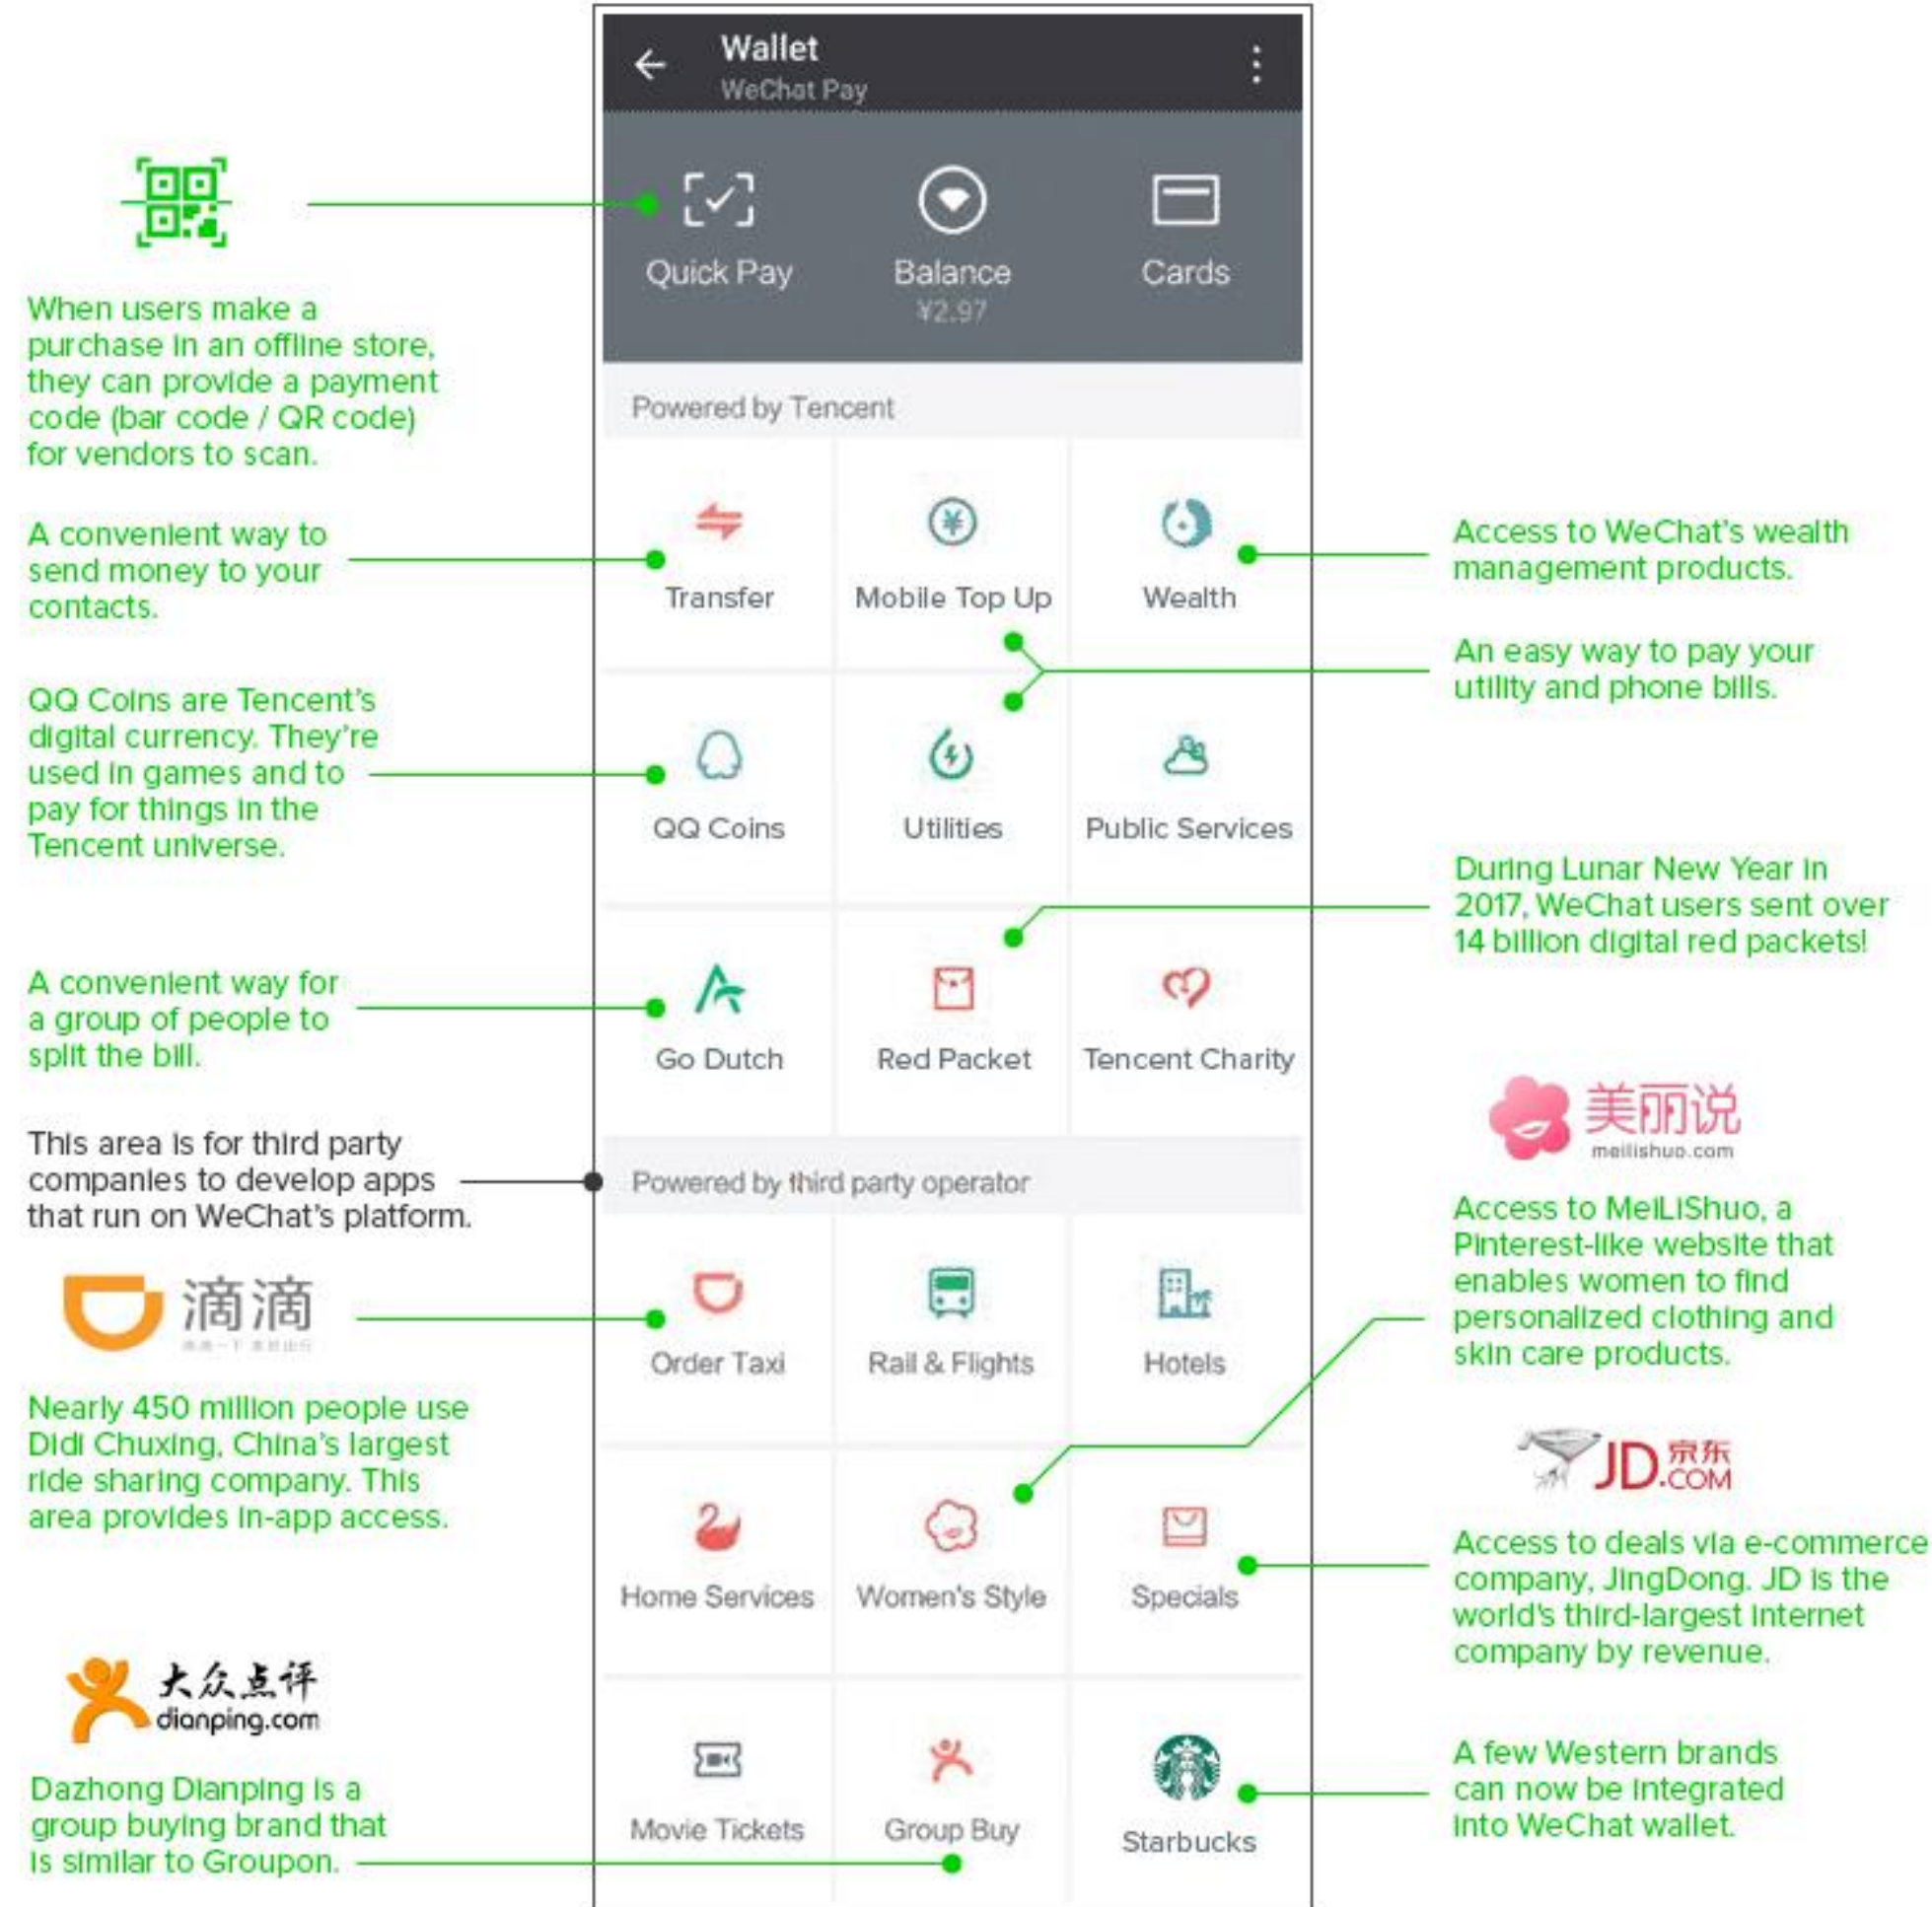 Wallet
WeChat Pay
Quick Pay
Balance
¥2.97
Cards
When users make a
purchase in an offline store,
they can provide a payment
code (bar code / QR code)
for vendors to scan.
Powered by Tencent
A convenient way to
send money to your
contacts.
Transfer
Mobile Top Up
Wealth
Access to WeChat's wealth
management products.
An easy way to pay your
utility and phone bills.
QQ Coins are Tencent's
digital currency. They're
used in games and to
pay for things in the
Tencent universe.
QQ Coins
Utilities
Public Services
During Lunar New Year in
2017, WeChat users sent over
14 billion digital red packets!
A convenient way for
a group of people to
split the bill.
Go Dutch
Red Packet
Tencent Charity
This area is for third party
companies to develop apps
that run on WeChat's platform.
Powered by third party operator
美丽说
meilishuo.com
Access to MeiLiShuo, a
Pinterest-like website that
enables women to find
personalized clothing and
skin care products.
滴滴
Order Taxi
Rail & Flights
Hotels
Nearly 450 million people use
Didi Chuxing, China's largest
ride sharing company. This
area provides in-app access.
JD京东
.COM
Home Services
Women's Style
Specials
Access to deals via e-commerce
company, JingDong. JD is the
world's third-largest internet
company by revenue.
大众点评
dianping.com
Dazhong Dianping is a
group buying brand that
is similar to Groupon.
Movie Tickets
Group Buy
Starbucks
A few Western brands
can now be integrated
into WeChat wallet.